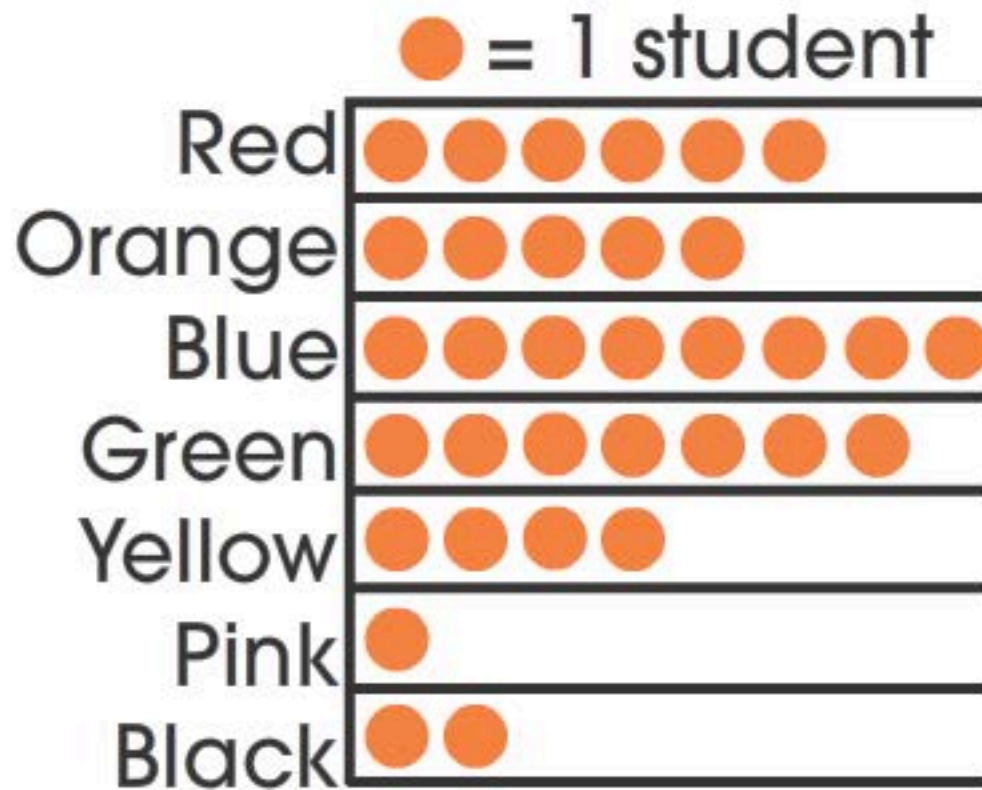 = 1 student
Red
Orange
Blue
Green
Yellow
Pink
Black